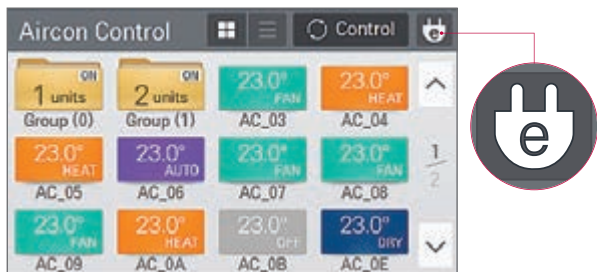 Aircon Control Control e
ON ON 23.0° 23.0°
1 units 2 units FAN HEAT
Group (0) Group (1) AC_03 AC_04
e
23.0° 23.0° 23.0° 23.0°
HEAT AUTO FAN FAN
1
2
AC_05 AC_06 AC_07 AC_08
23.0° 23.0° 23.0° 23.0°
FAN HEAT OFF DRY
AC_09 AC_0A AC_0B AC_0E